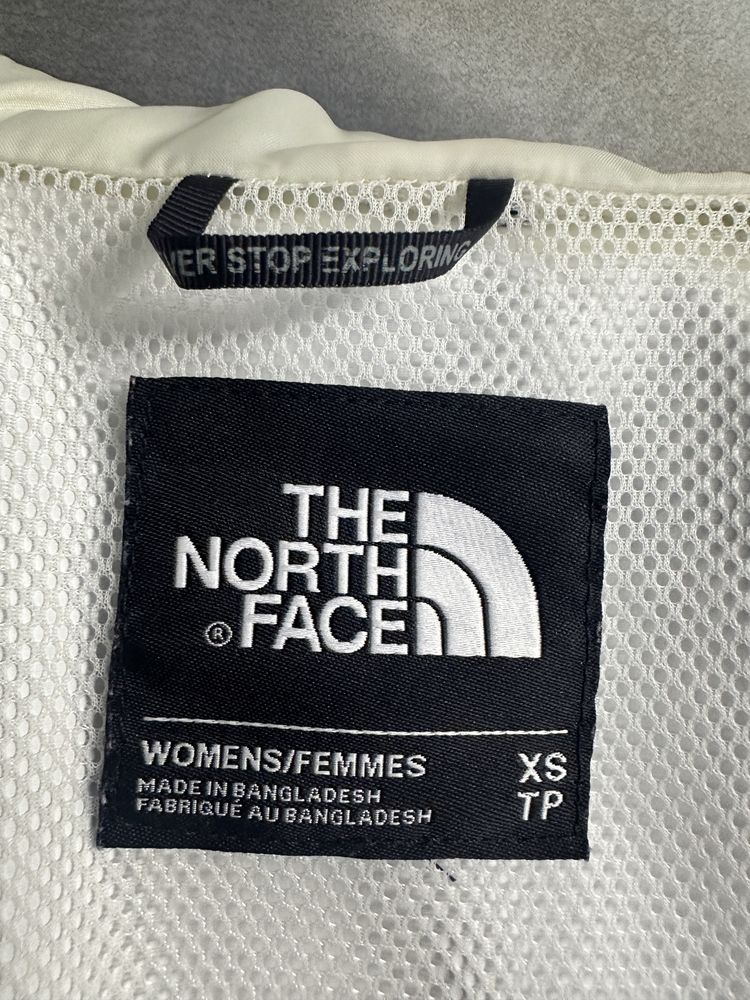 VER STOP EXPLORING
THE
NORTH
® FACE
WOMENS/FEMMES XS
MADE IN BANGLADESH TP
FABRIQUÉ AU BANGLADESH